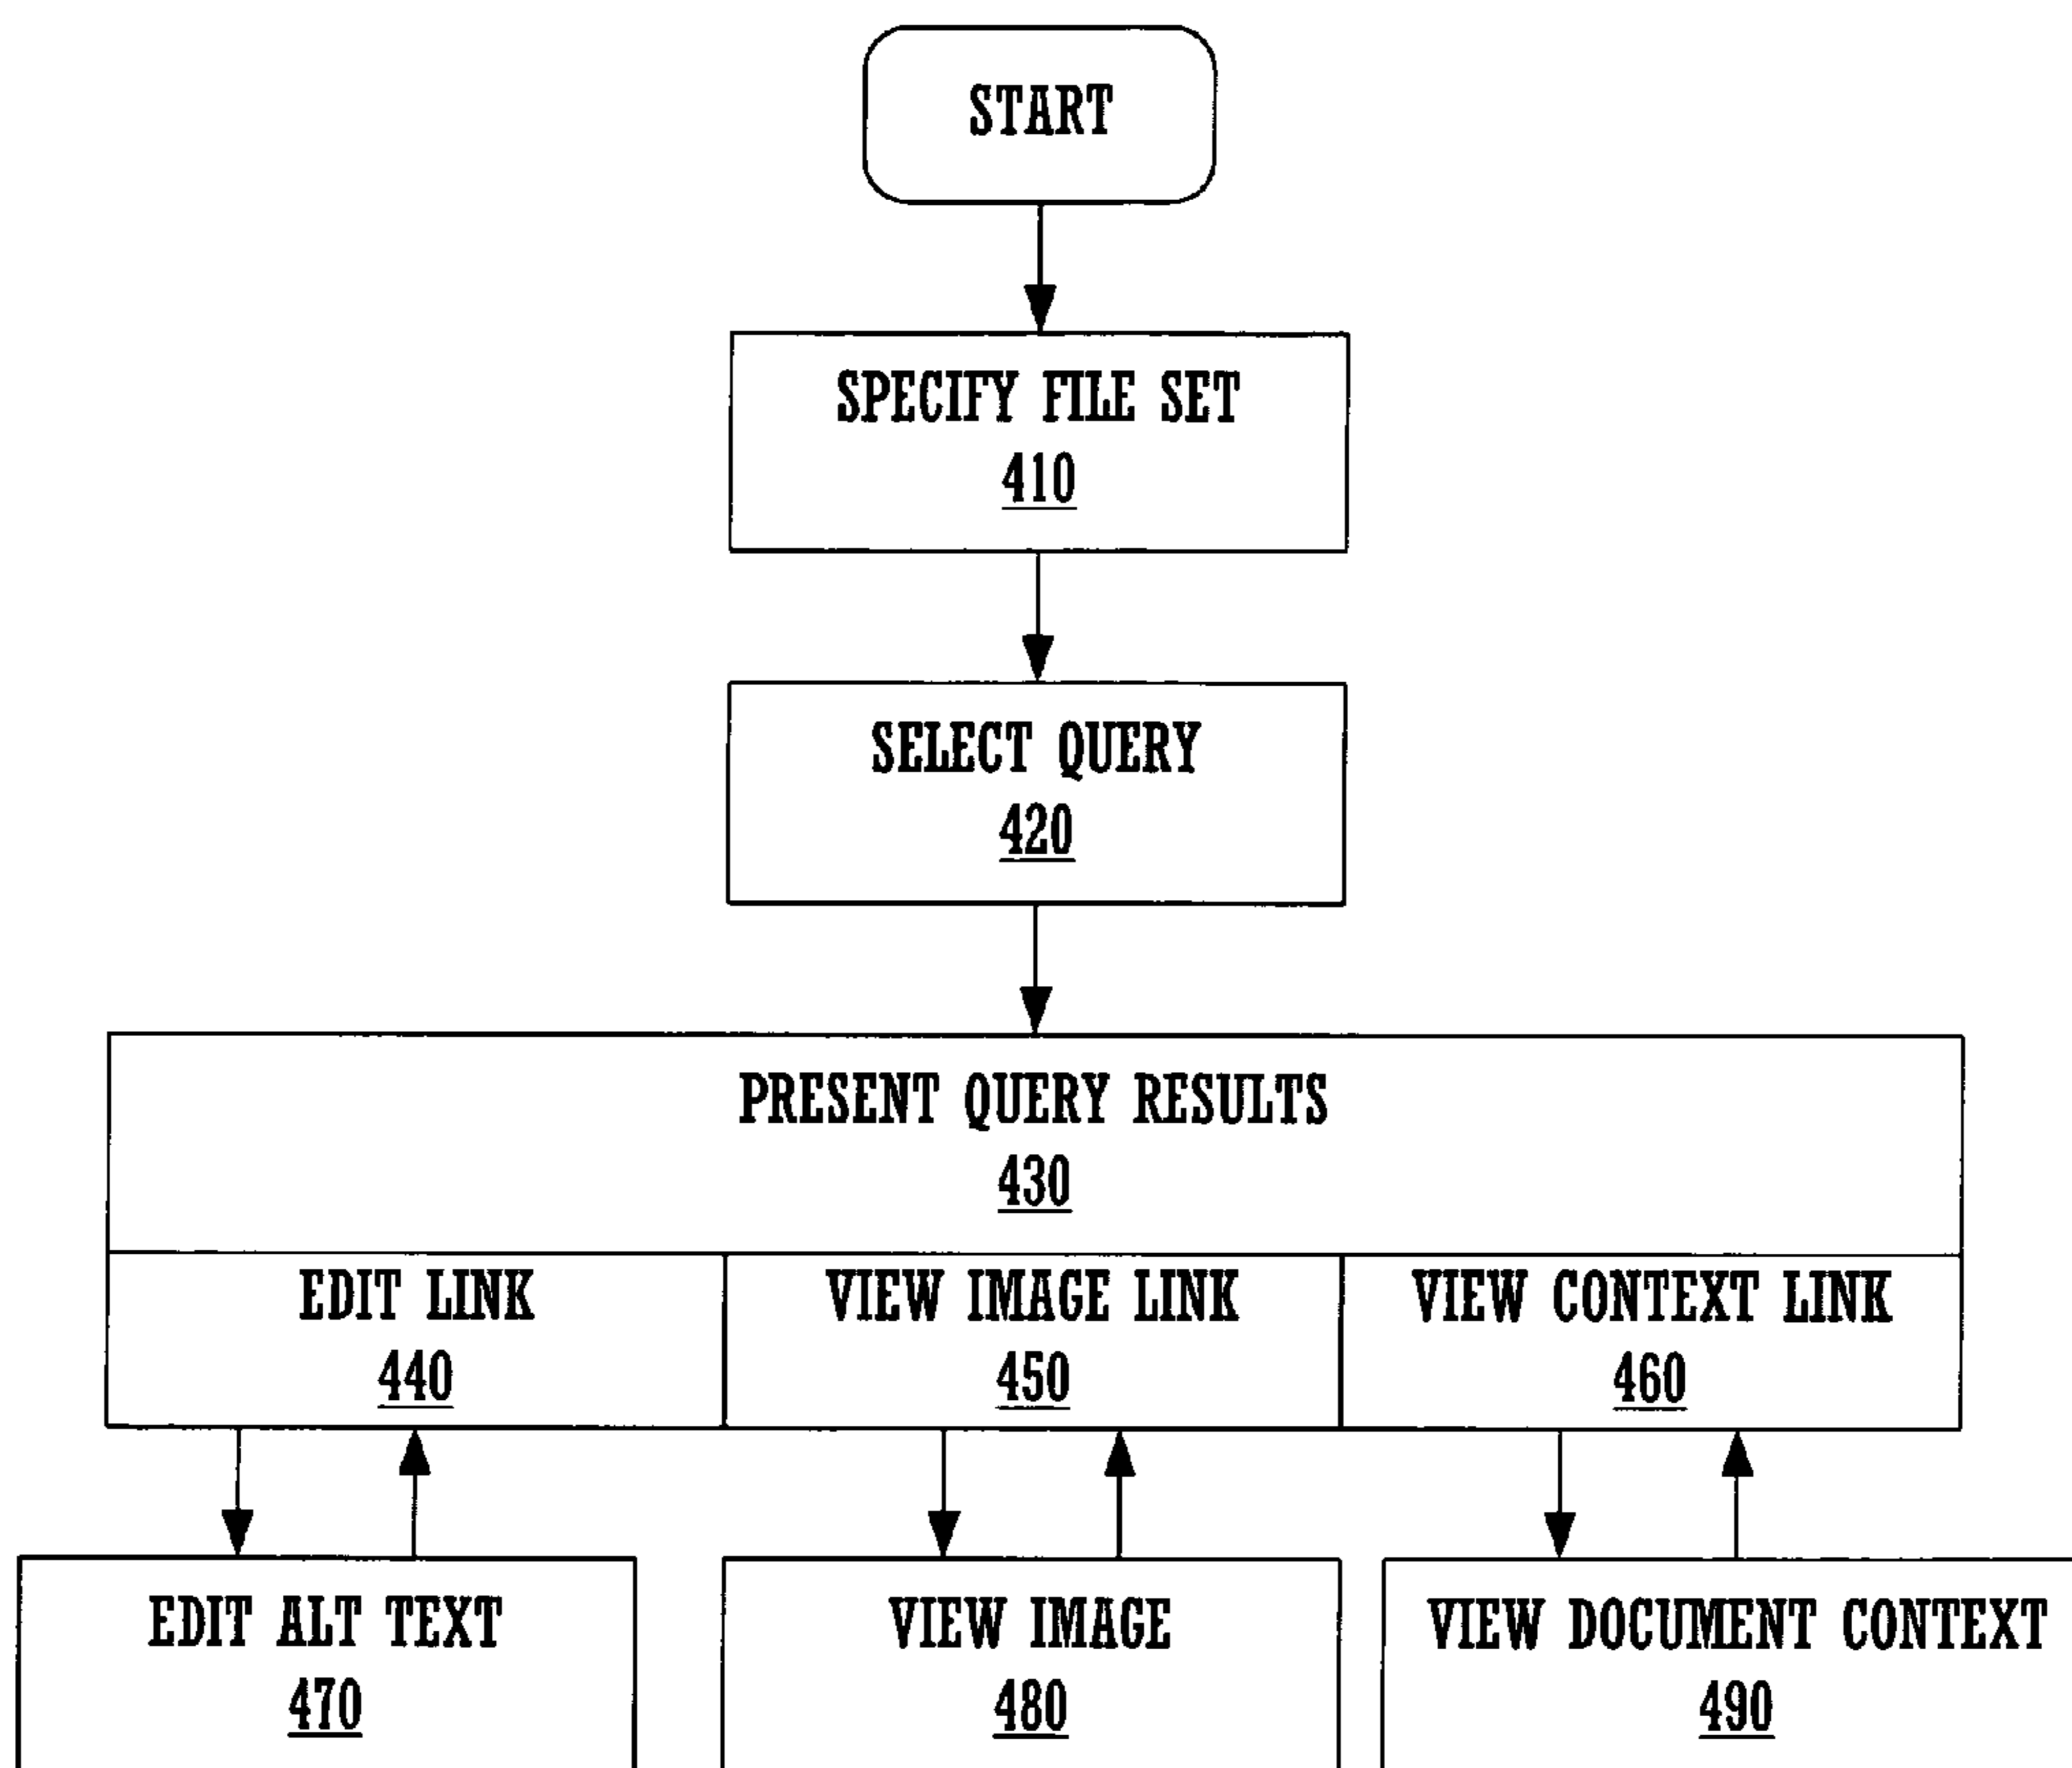 START
SPECIFY FILE SET
410
SELECT QUERY
420
PRESENT QUERY RESULTS
430
EDIT LINK
440
VIEW IMAGE LINK
450
VIEW CONTEXT LINK
460
EDIT ALT TEXT
470
VIEW IMAGE
480
VIEW DOCUMENT CONTEXT
490